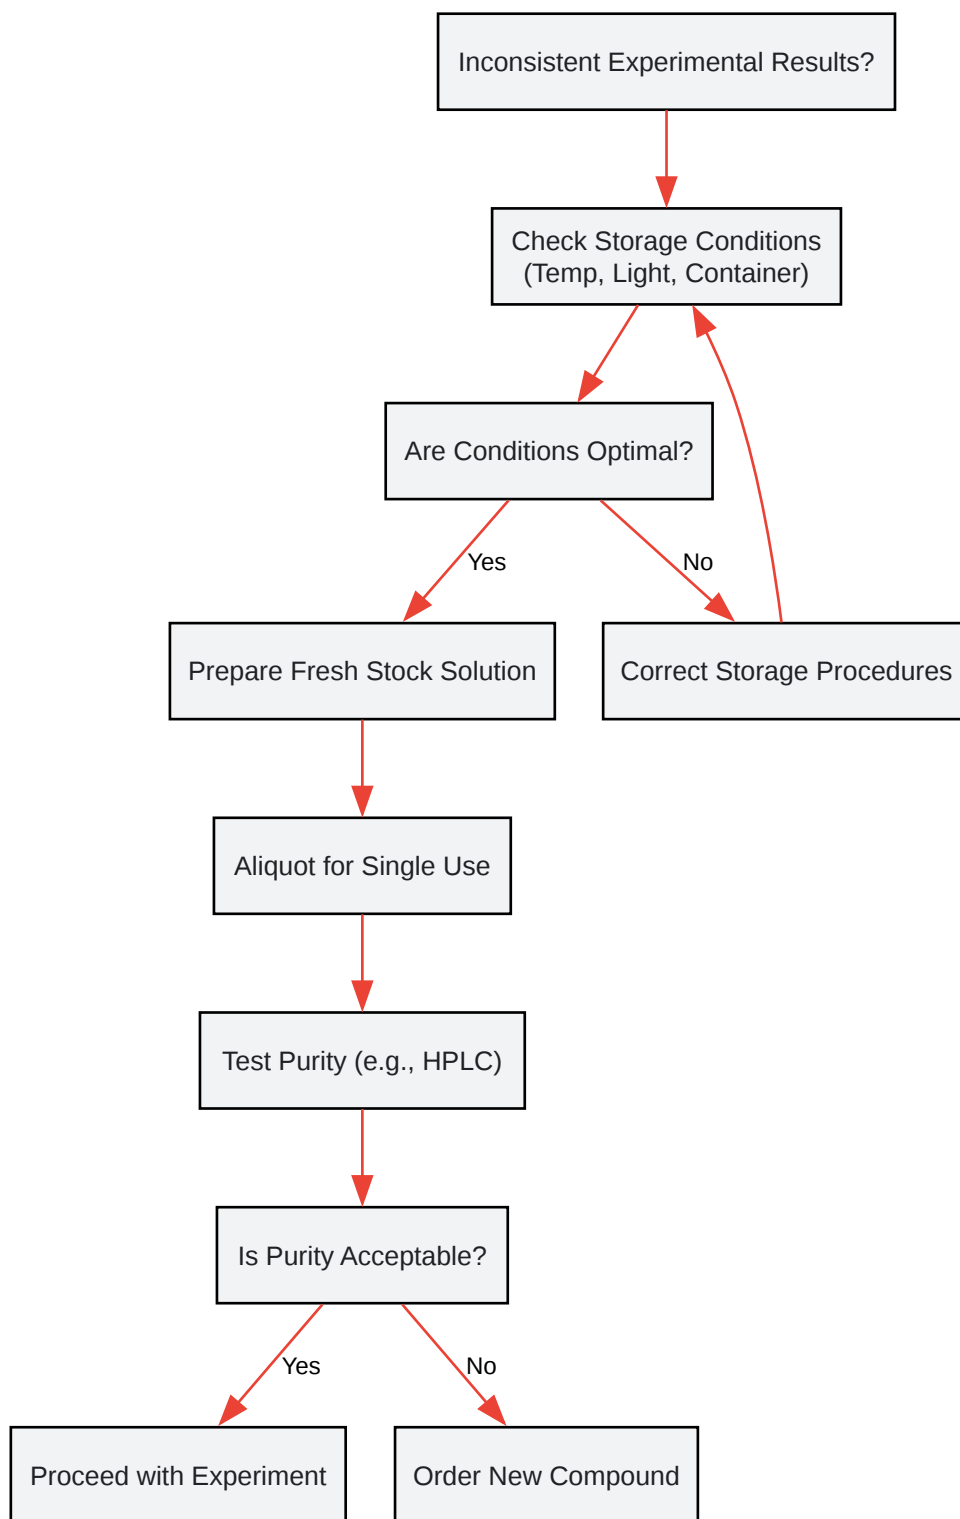 Inconsistent Experimental Results?
Check Storage Conditions
(Temp, Light, Container)
Are Conditions Optimal?
Yes
No
Prepare Fresh Stock Solution
Correct Storage Procedures
Aliquot for Single Use
Test Purity (e.g., HPLC)
Is Purity Acceptable?
Yes
No
Proceed with Experiment
Order New Compound